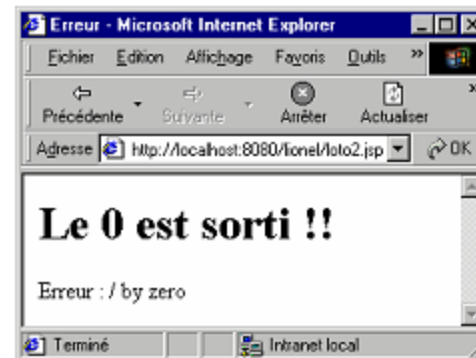 Erreur - Microsoft Internet Explorer
Fichier Edition Affichage Favoris Outils »
Précédente Suivante Arrêter Actualiser »
Adresse http://localhost:8080/lionel/loto2.jsp OK
Le 0 est sorti !!
Erreur : / by zero
Terminé Intranet local